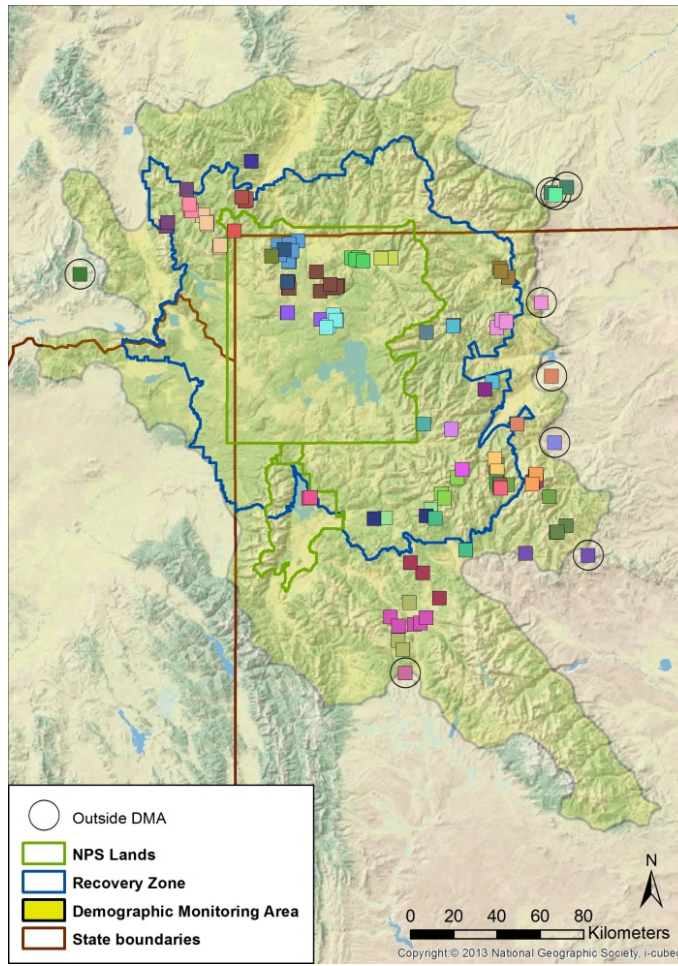 Outside DMA
NPS Lands
Recovery Zone
Demographic Monitoring Area
State boundaries
N
0 20 40 60 80
Kilometers
Copyright:© 2013 National Geographic Society, i-cubed